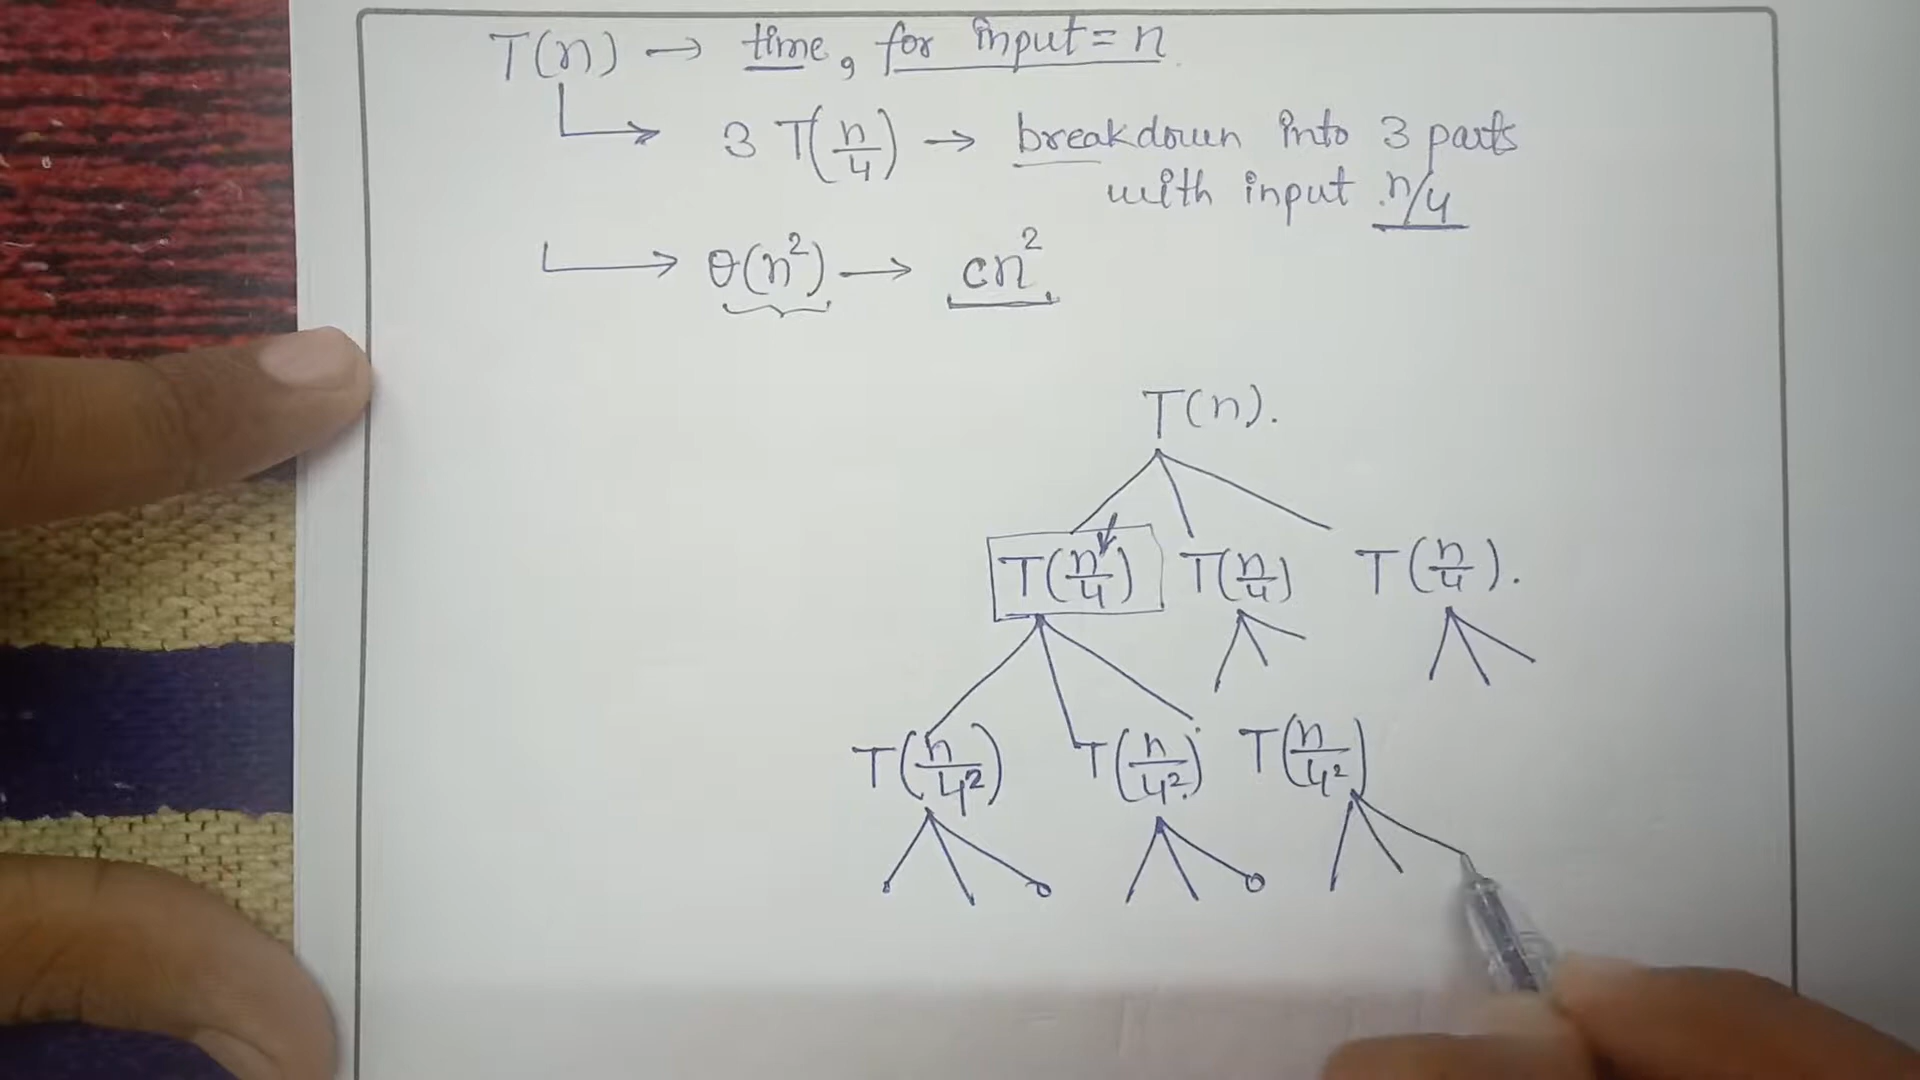 T(n) → time, for input = n
3 T(n/4) → breakdown into 3 parts
with input n/4
θ(n²) → cn²
T(n).
T(n/4) T(n/4) T(n/4).
T(n/4²) T(n/4²) T(n/4²)